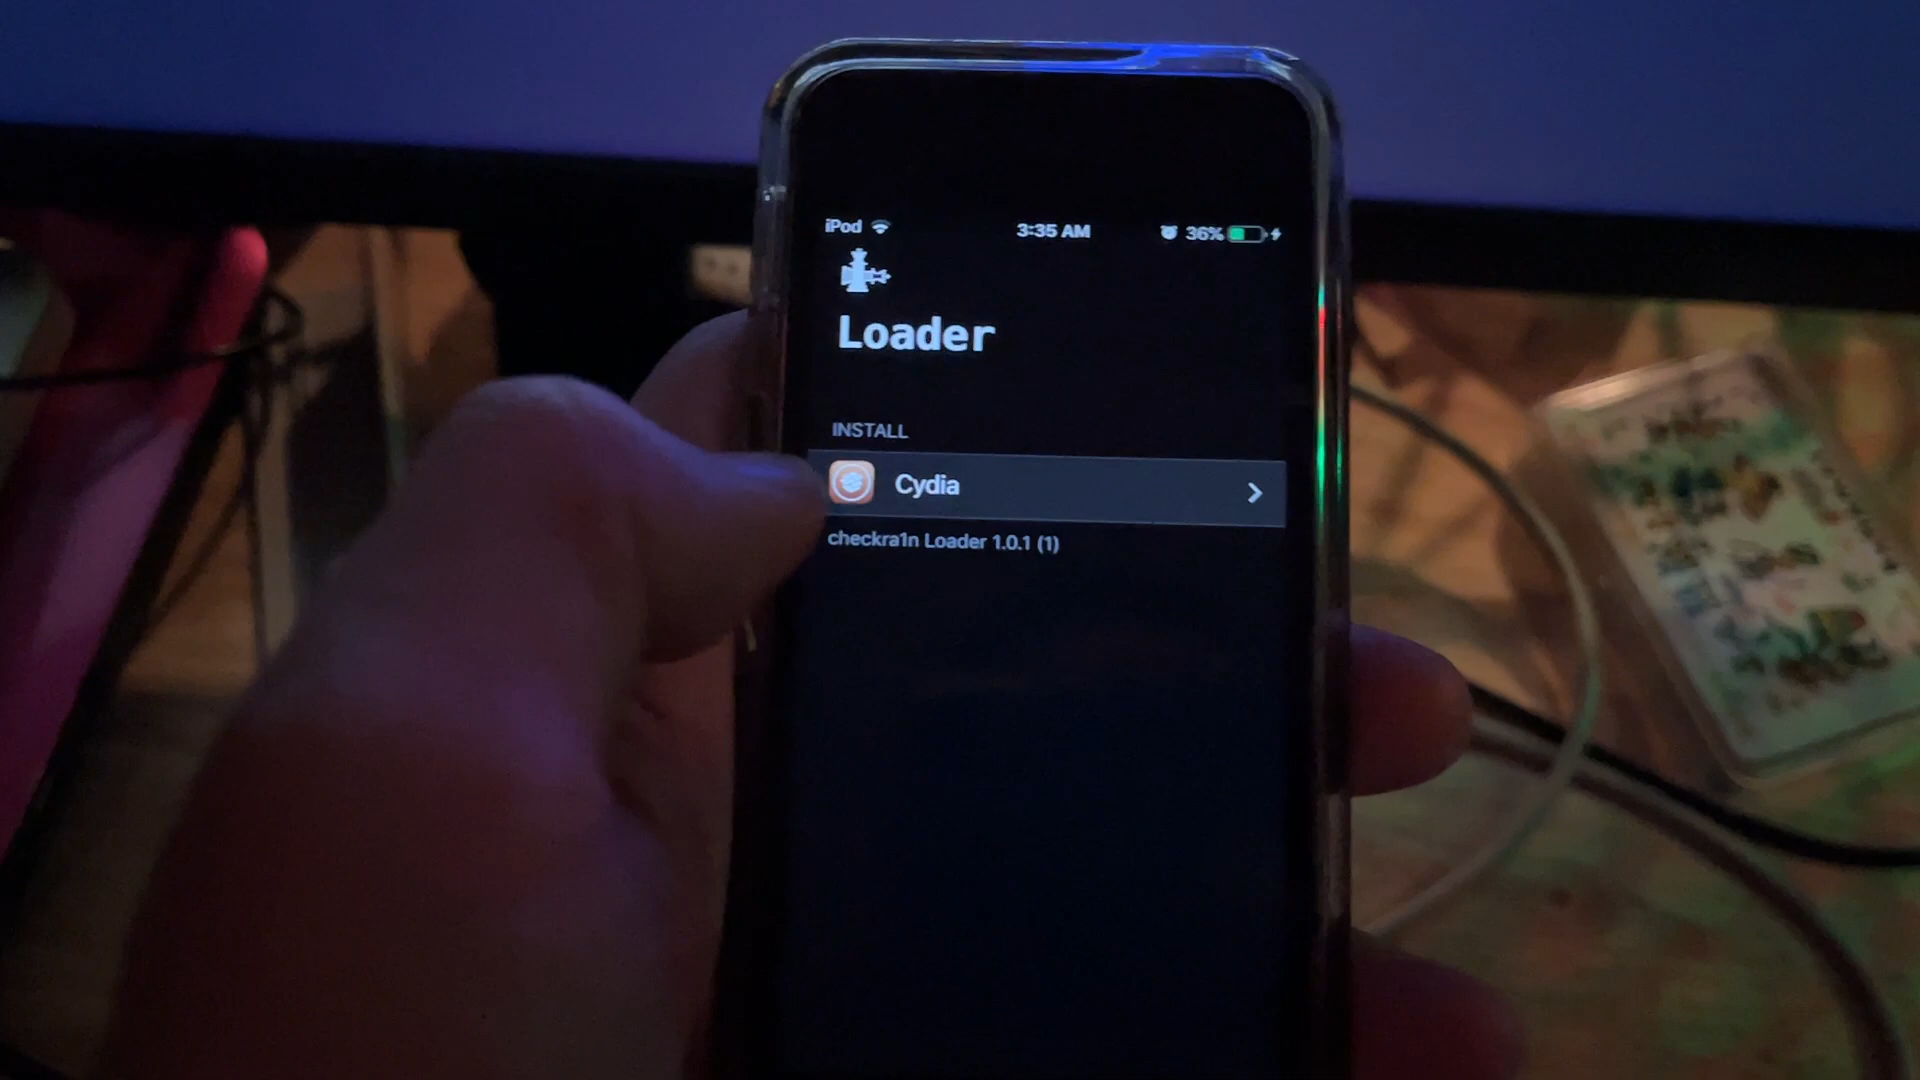 iPod 3:35 AM 36%
Loader
INSTALL
Cydia
checkra1n Loader 1.0.1 (1)